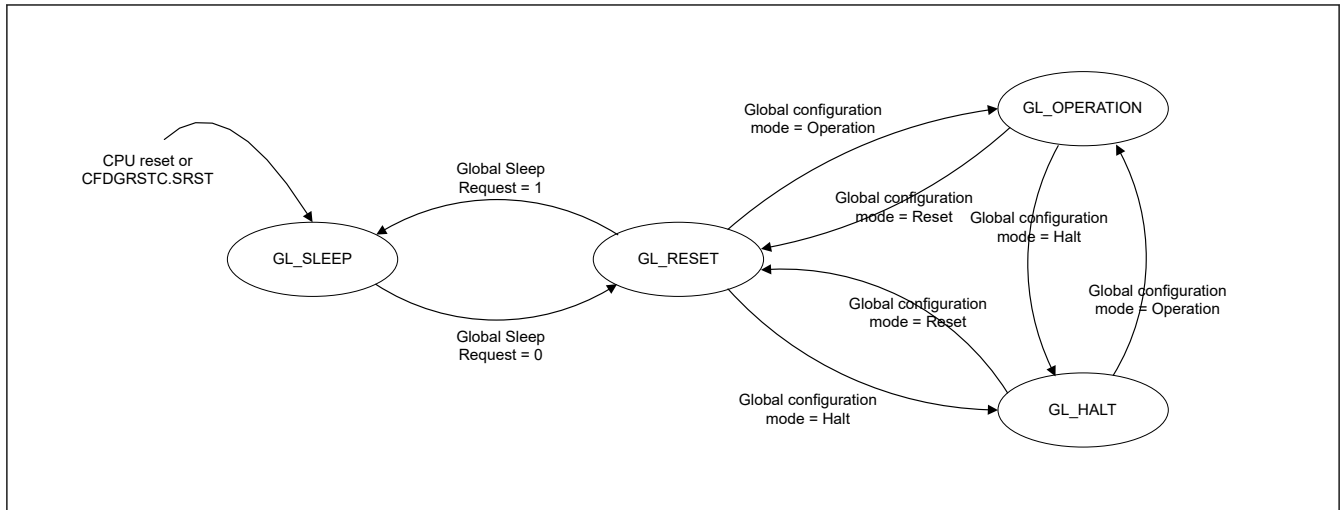 CPU reset or
CFDGRSTC.SRST
GL_SLEEP
Global Sleep
Request = 1
Global Sleep
Request = 0
GL_RESET
Global configuration
mode = Operation
Global configuration
mode = Reset
Global configuration
mode = Halt
GL_OPERATION
Global configuration
mode = Operation
Global configuration
mode = Reset
Global configuration
mode = Halt
GL_HALT